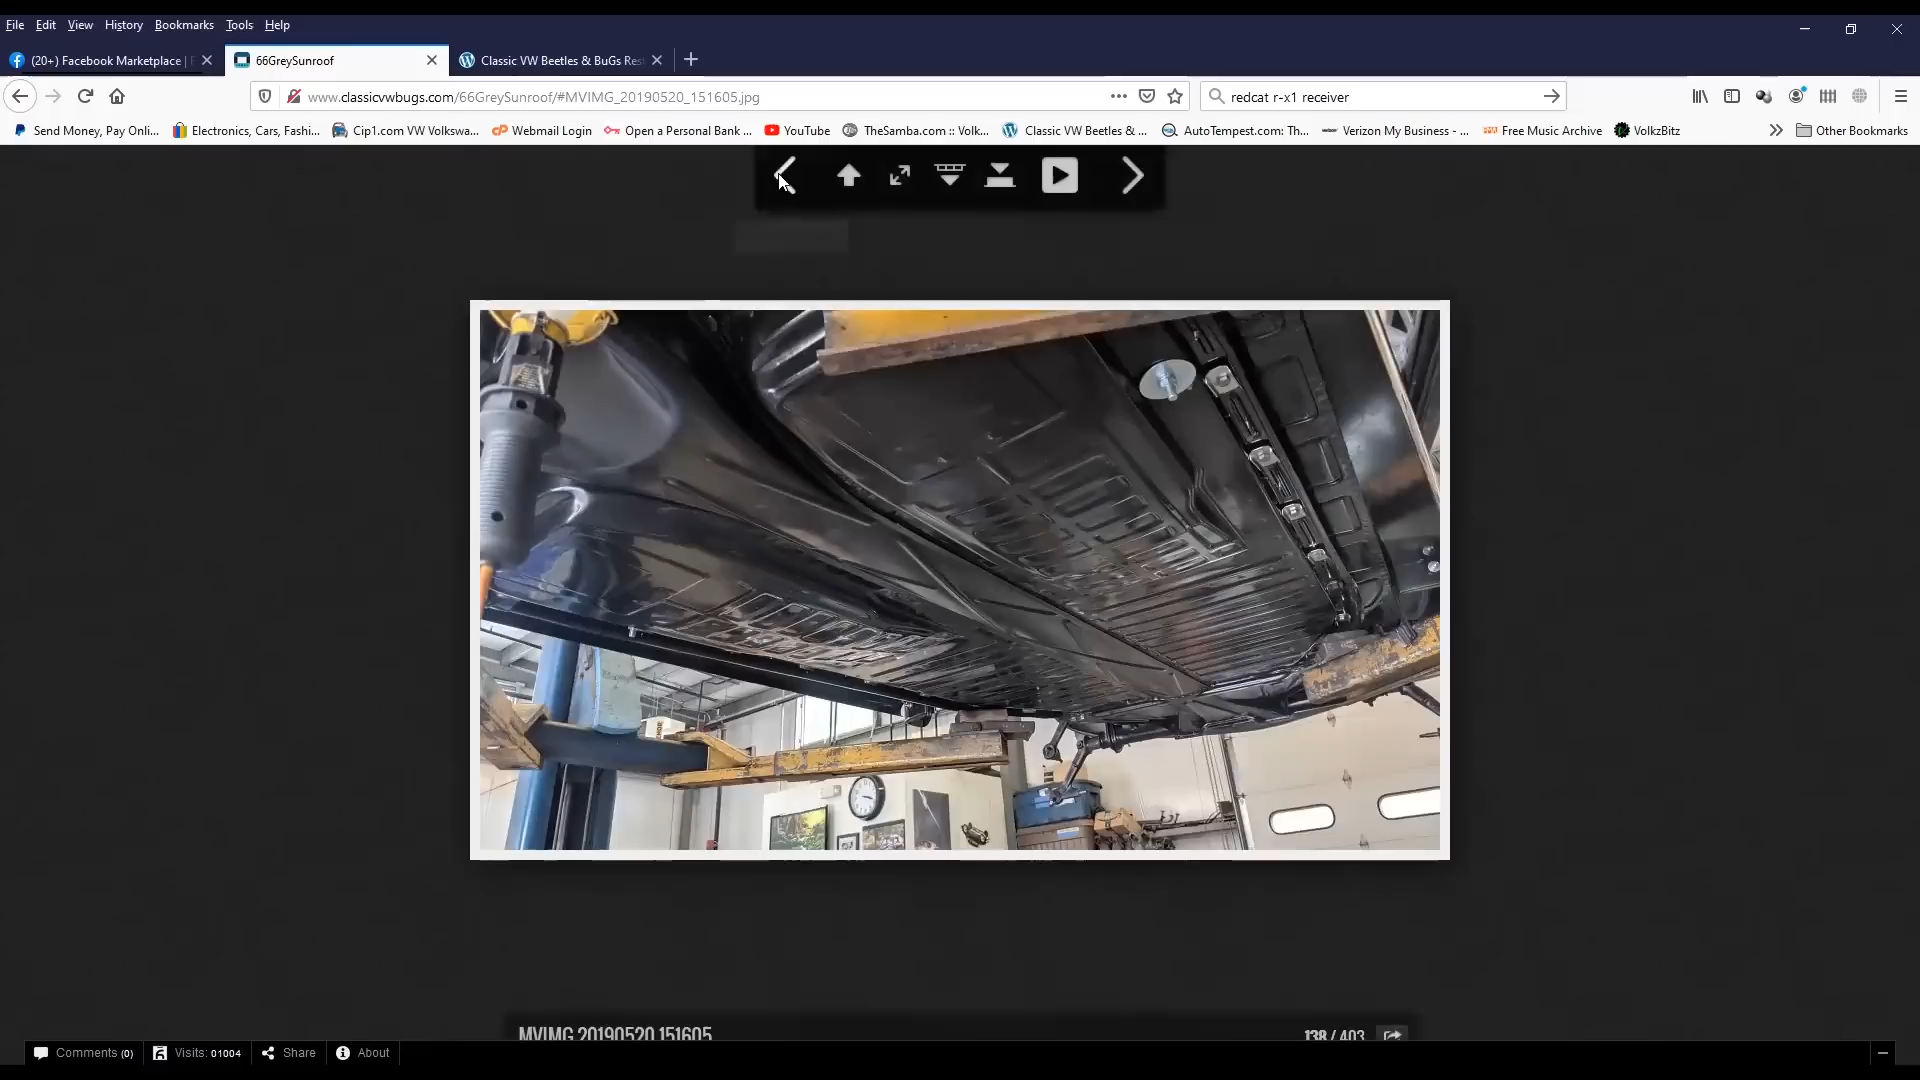 File Edit View History Bookmarks Tools Help
(20+) Facebook Marketplace |
66GreySunroof
Classic VW Beetles & BuGs Res
www.classicvwbugs.com/66GreySunroof/#MVIMG_20190520_151605.jpg
redcat r-x1 receiver
Send Money, Pay Onli... Electronics, Cars, Fashi... Cip1.com VW Volkswa... Webmail Login Open a Personal Bank ... YouTube TheSamba.com :: Volk... Classic VW Beetles & ... AutoTempest.com: Th... Verizon My Business - ... Free Music Archive VolkzBitz Other Bookmarks
MVIMG 20190520 151605
138 / 403
Comments (0) Visits: 01004 Share About